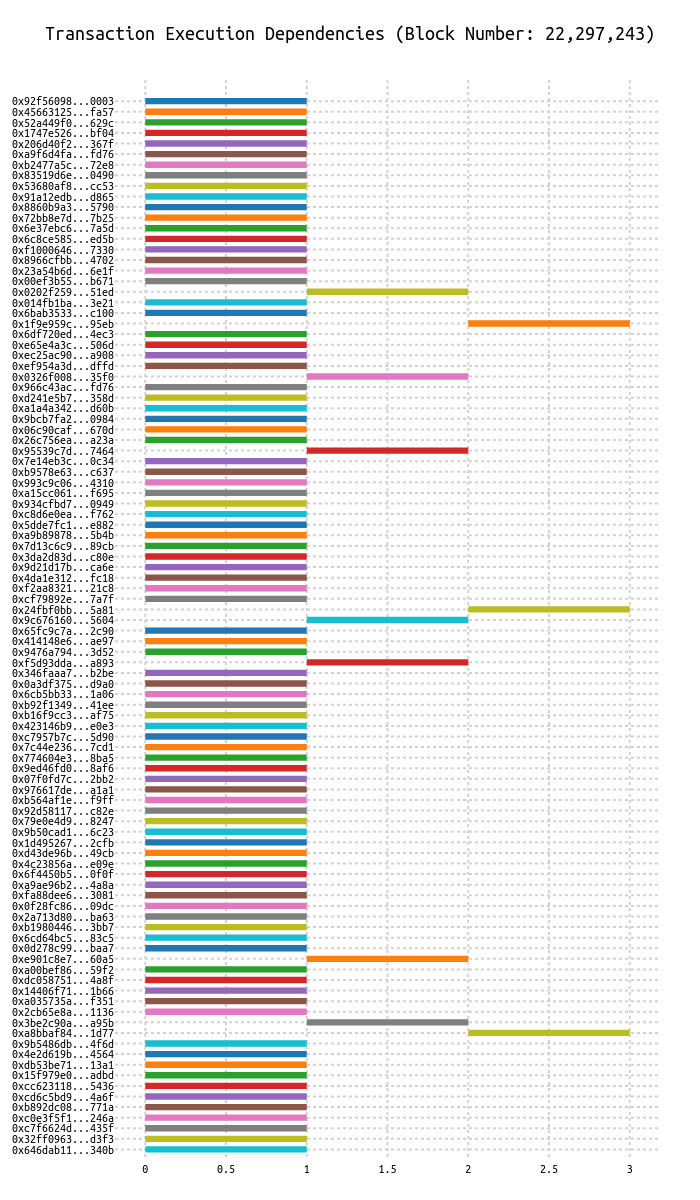 Transaction Execution Dependencies (Block Number: 22,297,243)
0x92f56098...0003
0x45663125...fa57
0x52a449f0...629c
0x1747e526...bf04
0x206d40f2...367f
0xa9f6d4fa...fd76
0xb2477a5c...72e8
0x83519d6e...0490
0x53680af8...cc53
0x91a12edb...d865
0x8860b9a3...5790
0x72bb8e7d...7b25
0x6e37ebc6...7a5d
0x6c8ce585...ed5b
0xf1000646...7330
0x8966cfbb...4702
0x23a54b6d...6e1f
0x00ef3b55...b671
0x0202f259...51ed
0x014fb1ba...3e21
0x6bab3533...c100
0x1f9e959c...95eb
0x6df720ed...4ec3
0xe65e4a3c...506d
0xec25ac90...a908
0xef954a3d...dffd
0x0326f008...35f0
0x966c43ac...fd76
0xd241e5b7...358d
0xa1a4a342...d60b
0x9bcb7fa2...0984
0x06c90caf...670d
0x26c756ea...a23a
0x95539c7d...7464
0x7e14eb3c...0c34
0xb9578e63...c637
0x993c9c06...4310
0xa15cc061...f695
0x934cfbd7...0949
0xc8d6e0ea...f762
0x5dde7fc1...e882
0xa9b89878...5b4b
0x7d13c6c9...89cb
0x3da2d83d...c80e
0x9d21d17b...ca6e
0x4da1e312...fc18
0xf2aa8321...21c8
0xcf79892e...7a7f
0x24fbf0bb...5a81
0x9c676160...5604
0x65fc9c7a...2c90
0x414148e6...ae97
0x9476a794...3d52
0xf5d93dda...a893
0x346faaa7...b2be
0x0a3df375...d9a0
0x6cb5bb33...1a06
0xb92f1349...41ee
0xb16f9cc3...af75
0x423146b9...e0e3
0xc7957b7c...5d90
0x7c44e236...7cd1
0x774604e3...8ba5
0x9ed46fd0...8af6
0x07f0fd7c...2bb2
0x976617de...a1a1
0xb564af1e...f9ff
0x92d58117...c82e
0x79e0e4d9...8247
0x9b50cad1...6c23
0x1d495267...2cfb
0xd43de96b...49cb
0x4c23856a...e09e
0x6f4450b5...0f0f
0xa9ae96b2...4a8a
0xfa88dee6...3081
0x0f28fc86...09dc
0x2a713d80...ba63
0xb1980446...3bb7
0x6cd64bc5...83c5
0x0d278c99...baa7
0xe901c8e7...60a5
0xa00bef86...59f2
0xdc058751...4a8f
0x14406f71...1b66
0xa035735a...f351
0x2cb65e8a...1136
0x3be2c90a...a95b
0xa8bbaf84...1d77
0x9b5486db...4f6d
0x4e2d619b...4564
0xdb53be71...13a1
0x15f979e0...adbd
0xcc623118...5436
0xcd6c5bd9...4a6f
0xb892dc08...771a
0xc0e3f5f1...246a
0xc7f6624d...435f
0x32ff0963...d3f3
0x646dab11...340b
0 0.5 1 1.5 2 2.5 3